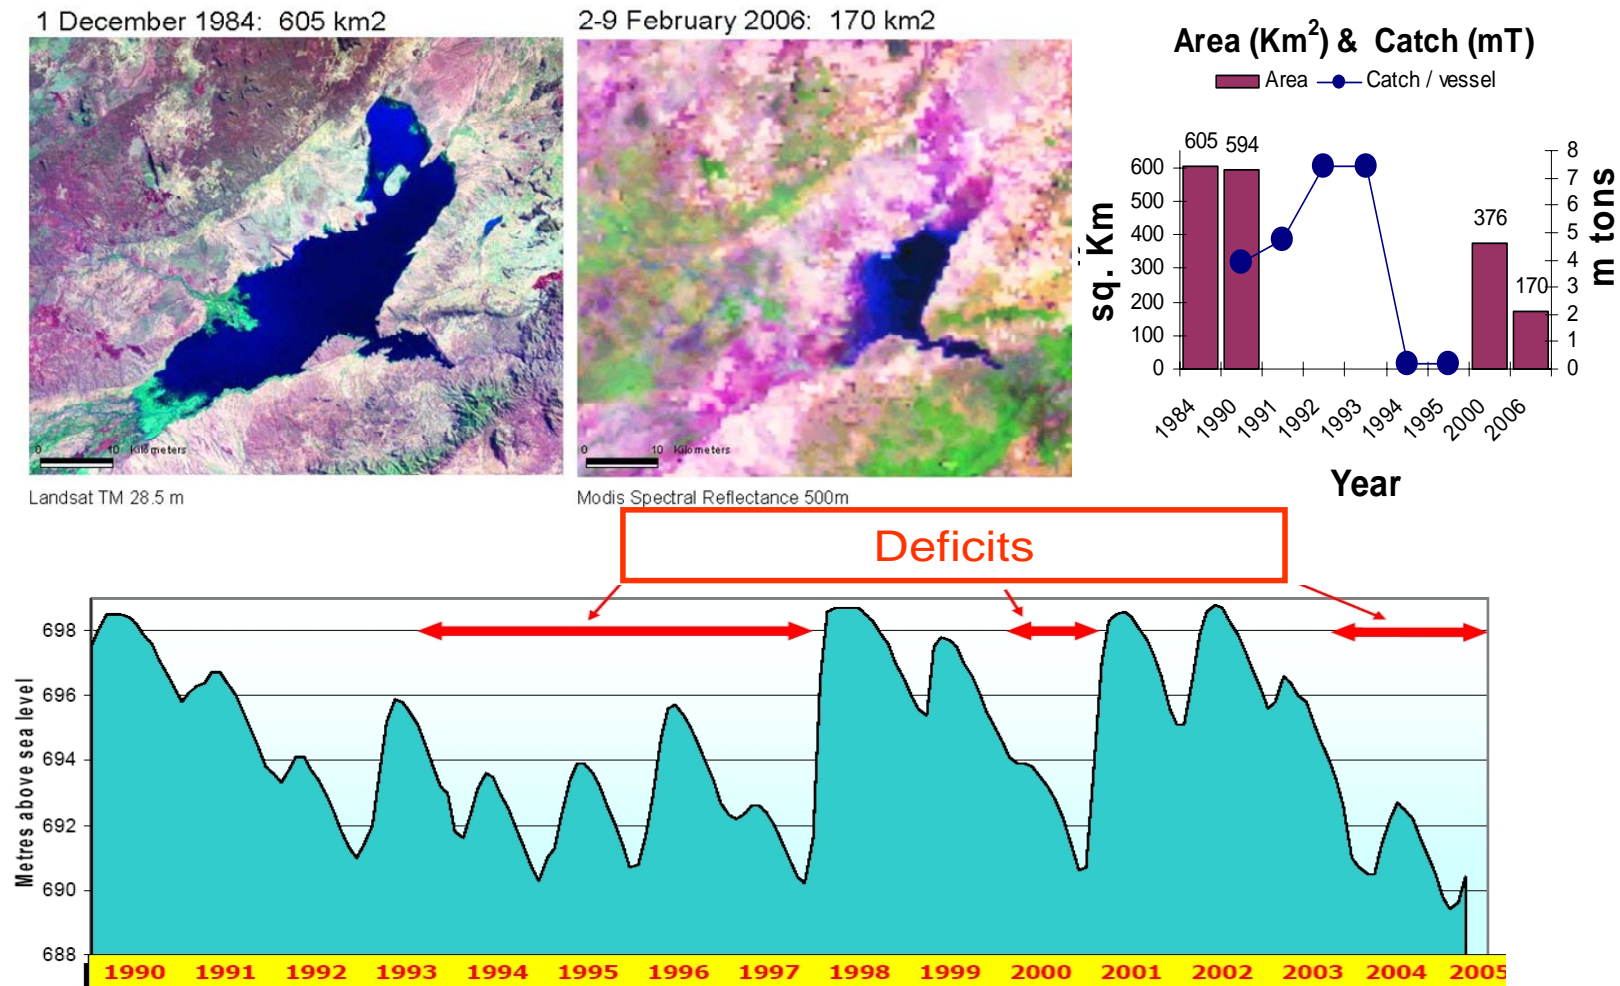 1 December 1984: 605 km2
2-9 February 2006: 170 km2
0 10 Kilometers
0 10 Kilometers
Landsat TM 28.5 m
Modis Spectral Reflectance 500m
Area (Km²) & Catch (mT)
Area Catch / vessel
605 594 376 170
600
500
400
300
200
100
0
sq. Km
8
7
6
5
4
3
2
1
0
m tons
1984 1990 1991 1992 1993 1994 1995 2000 2006
Year
Deficits
Metres above sea level
698
696
694
692
690
688
1990 1991 1992 1993 1994 1995 1996 1997 1998 1999 2000 2001 2002 2003 2004 2005